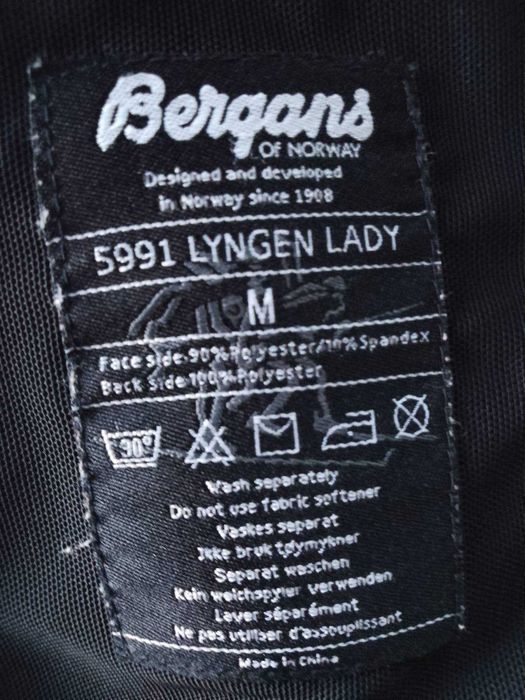 Bergans
OF NORWAY
Designed and developed
in Norway since 1908
5991 LYNGEN LADY
M
Face side:90%Polyester/10%Spandex
Back Side:100%Polyester
30°
Wash separately
Do not use fabric softener
Vaskes separat
Ikke bruk tøymykner
Separat waschen
Kein weichspyler verwenden
Laver séparément
Ne pas utiliser d'assouplissant
Made in China